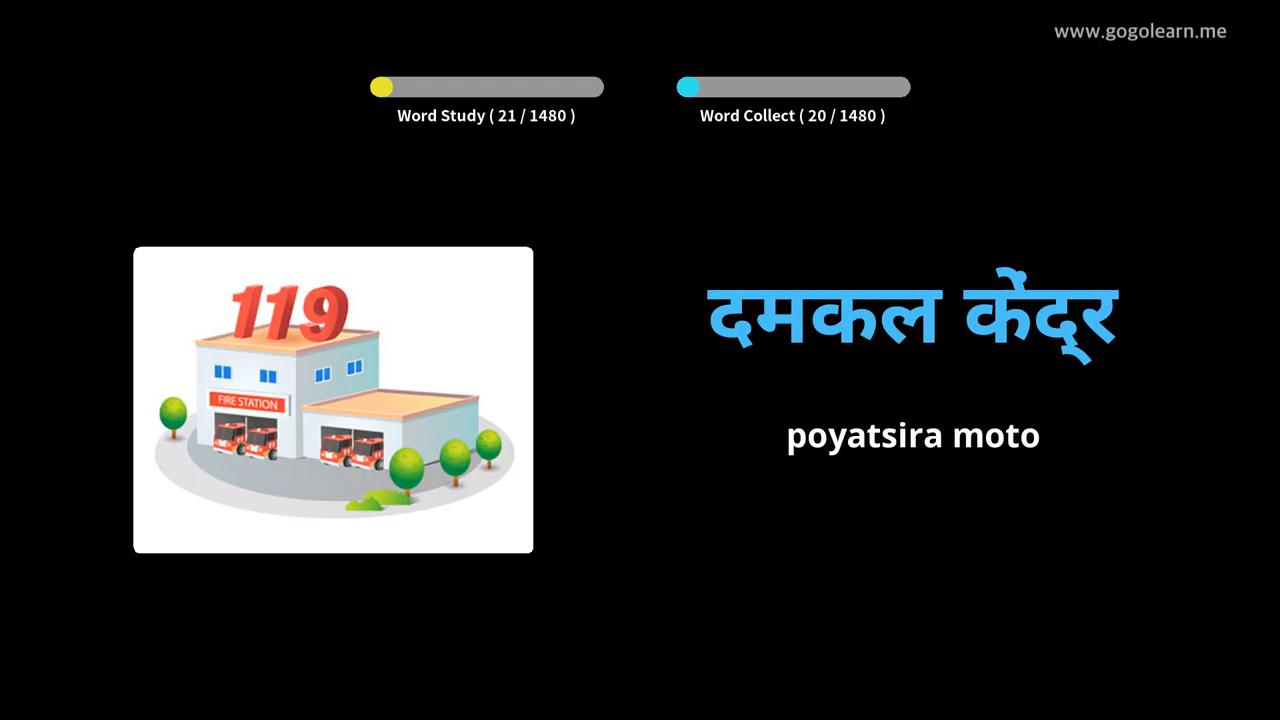 www.gogolearn.me
Word Study ( 21 / 1480 )
Word Collect ( 20 / 1480 )
119
FIRE STATION
दमकल केंद्र
poyatsira moto